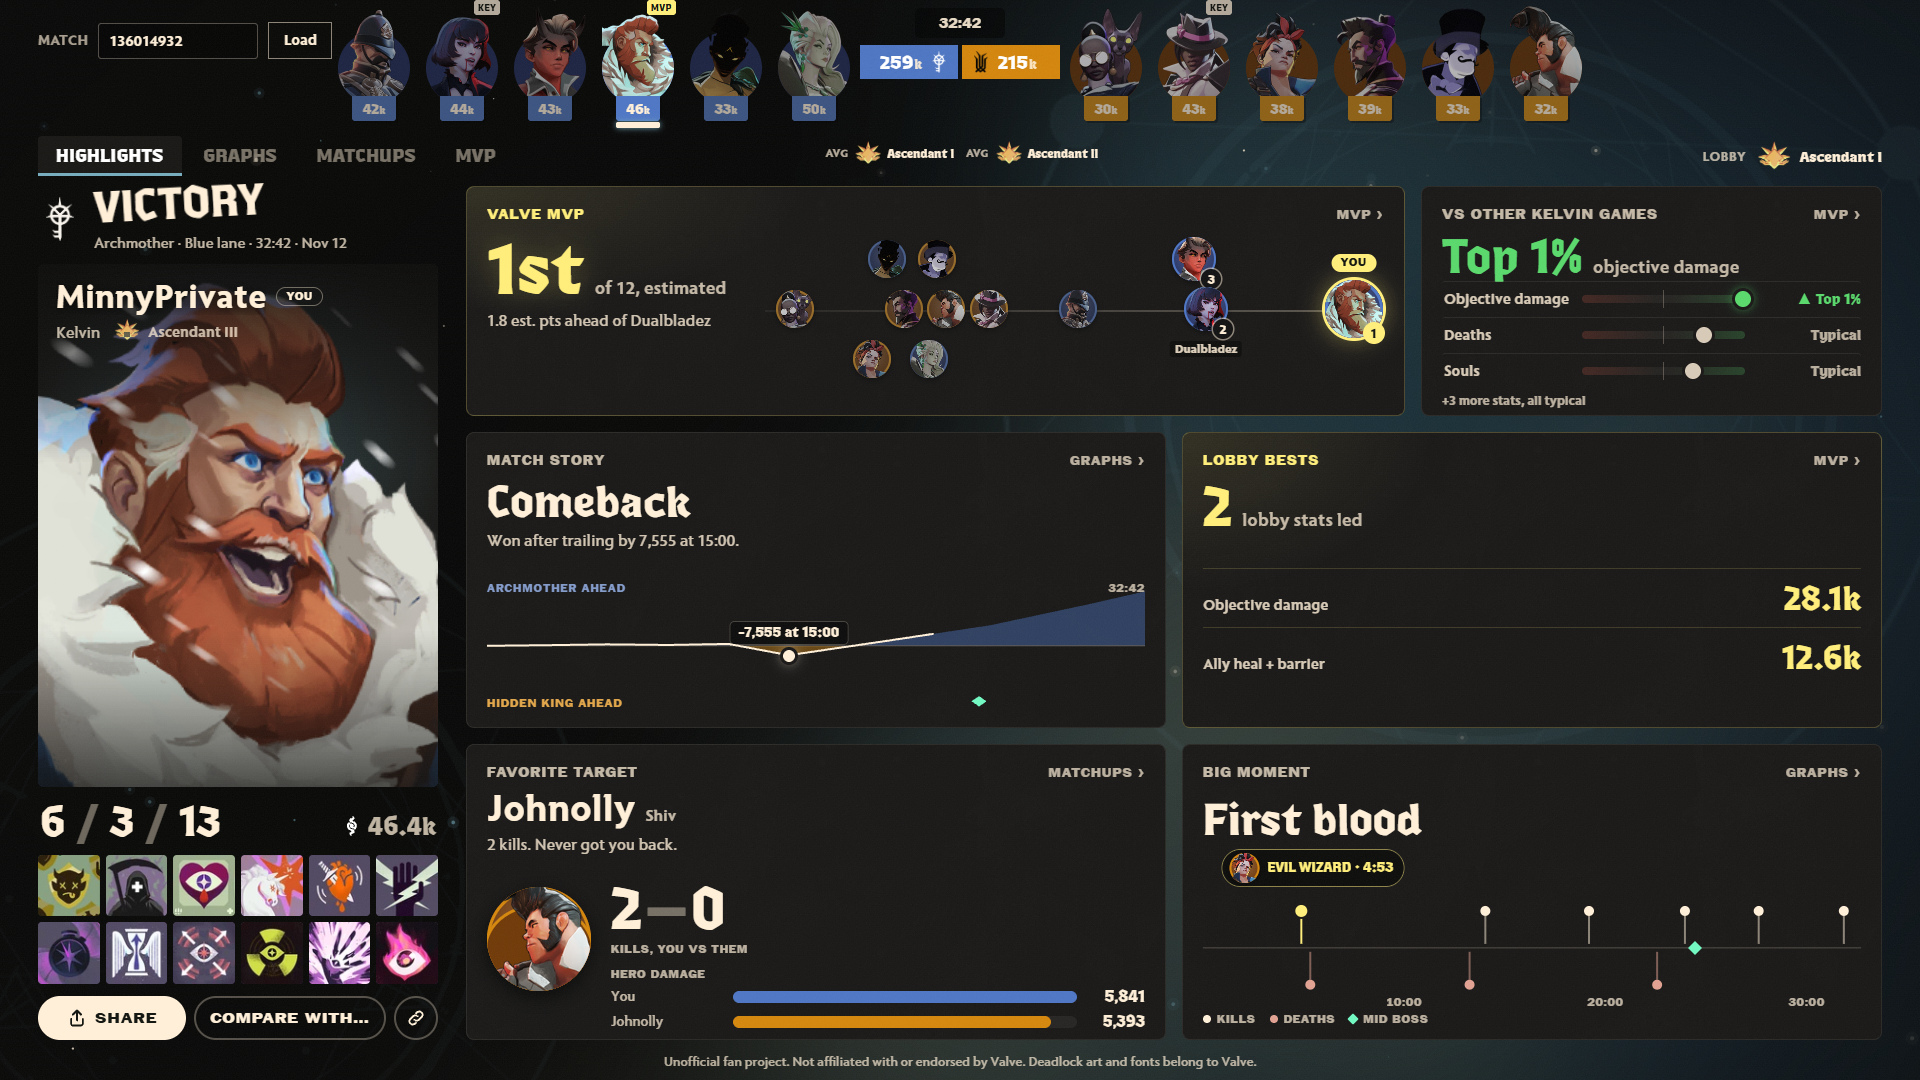 MATCH 136014932 Load
KEY MVP KEY
32:42
259k 215k
42k 44k 43k 46k 33k 50k 30k 43k 38k 39k 33k 32k
HIGHLIGHTS GRAPHS MATCHUPS MVP
AVG Ascendant I AVG Ascendant II
LOBBY Ascendant I
VICTORY
Archmother · Blue lane · 32:42 · Nov 12
MinnyPrivate YOU
Kelvin Ascendant III
6 / 3 / 13 46.4k
SHARE COMPARE WITH...
VALVE MVP MVP ›
1st of 12, estimated
1.8 est. pts ahead of Dualbladez
3
2
Dualbladez
YOU
1
VS OTHER KELVIN GAMES MVP ›
Top 1% objective damage
Objective damage ▲ Top 1%
Deaths Typical
Souls Typical
+3 more stats, all typical
MATCH STORY GRAPHS ›
Comeback
Won after trailing by 7,555 at 15:00.
ARCHMOTHER AHEAD 32:42
-7,555 at 15:00
HIDDEN KING AHEAD
LOBBY BESTS MVP ›
2 lobby stats led
Objective damage 28.1k
Ally heal + barrier 12.6k
FAVORITE TARGET MATCHUPS ›
Johnolly Shiv
2 kills. Never got you back.
2—0
KILLS, YOU VS THEM
HERO DAMAGE
You 5,841
Johnolly 5,393
BIG MOMENT GRAPHS ›
First blood
EVIL WIZARD · 4:53
10:00 20:00 30:00
KILLS DEATHS MID BOSS
Unofficial fan project. Not affiliated with or endorsed by Valve. Deadlock art and fonts belong to Valve.